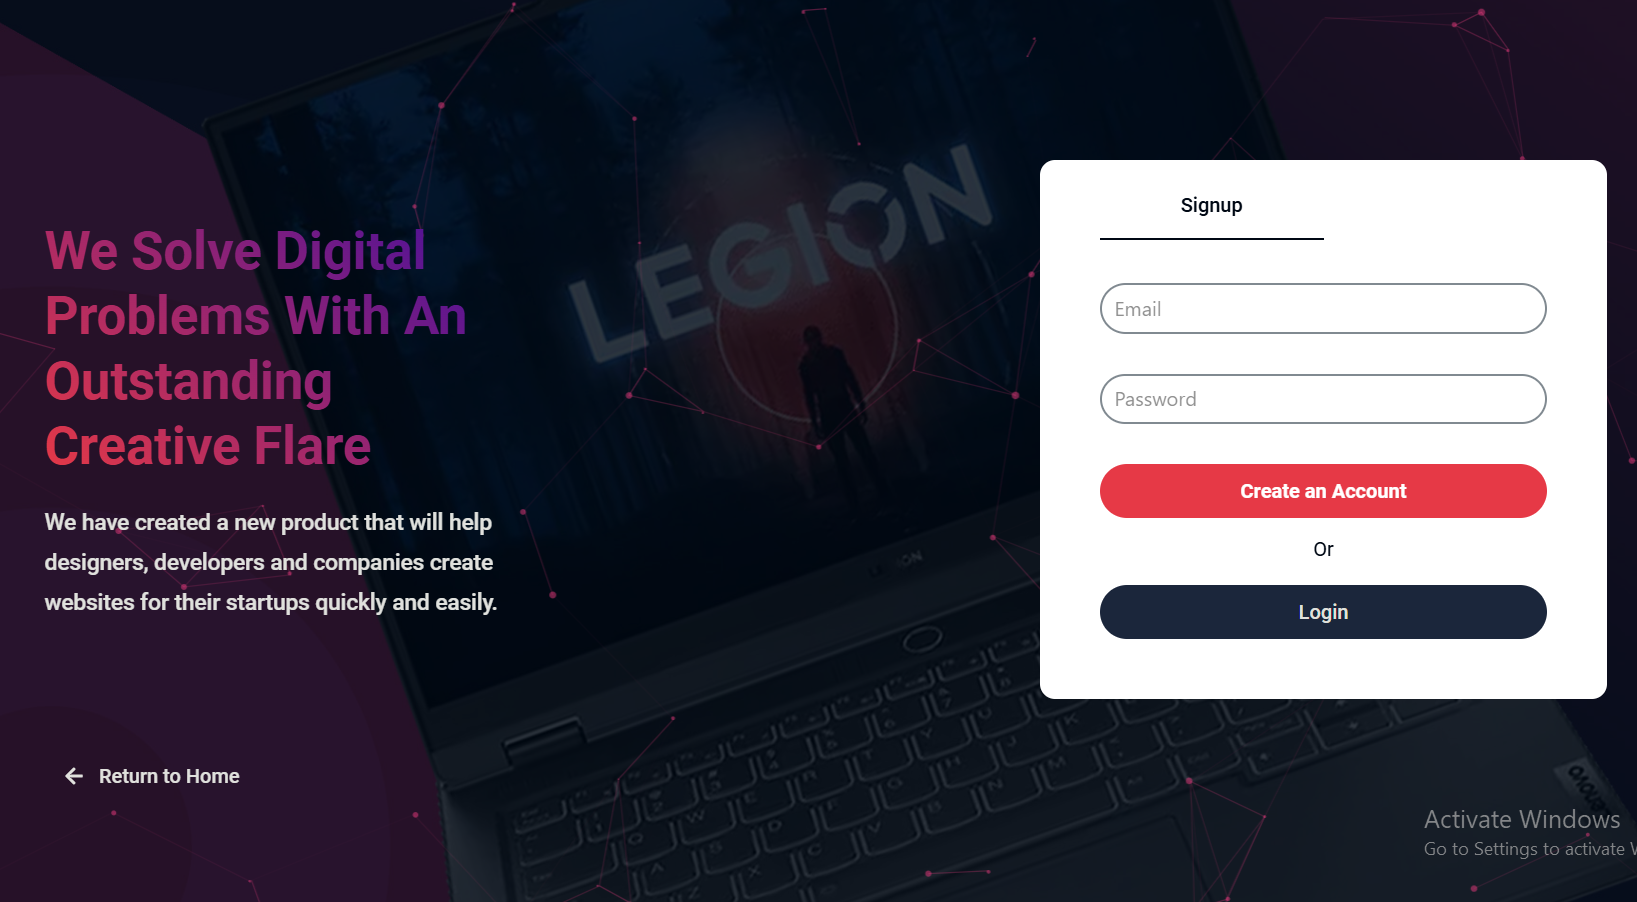 We Solve Digital
Problems With An
Outstanding
Creative Flare
We have created a new product that will help
designers, developers and companies create
websites for their startups quickly and easily.
Return to Home
LEGION
LEGION
Signup
Email
Password
Create an Account
Or
Login
Activate Windows
Go to Settings to activate W